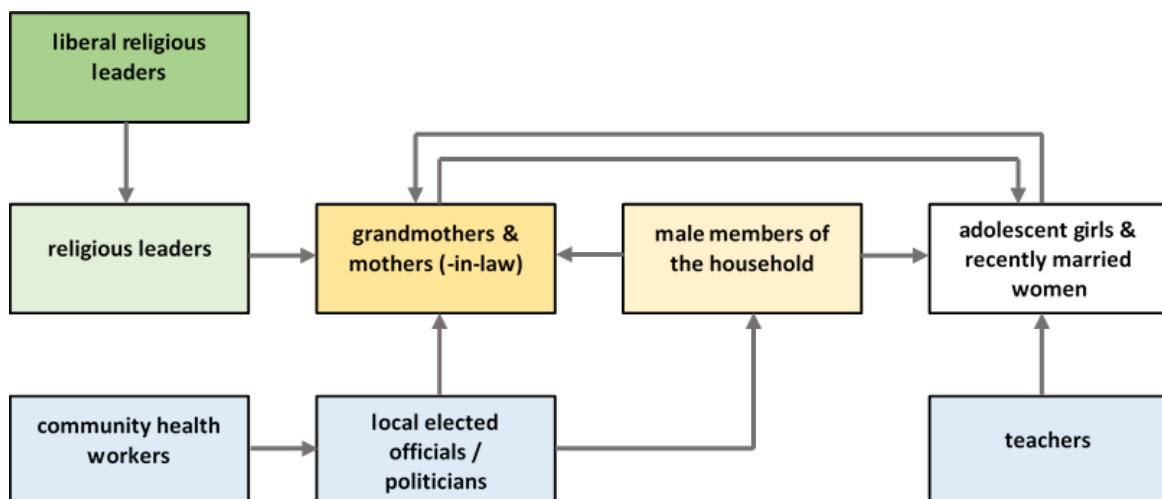 liberal religious
leaders
religious leaders
grandmothers &
mothers (-in-law)
male members of
the household
adolescent girls &
recently married
women
community health
workers
local elected
officials /
politicians
teachers